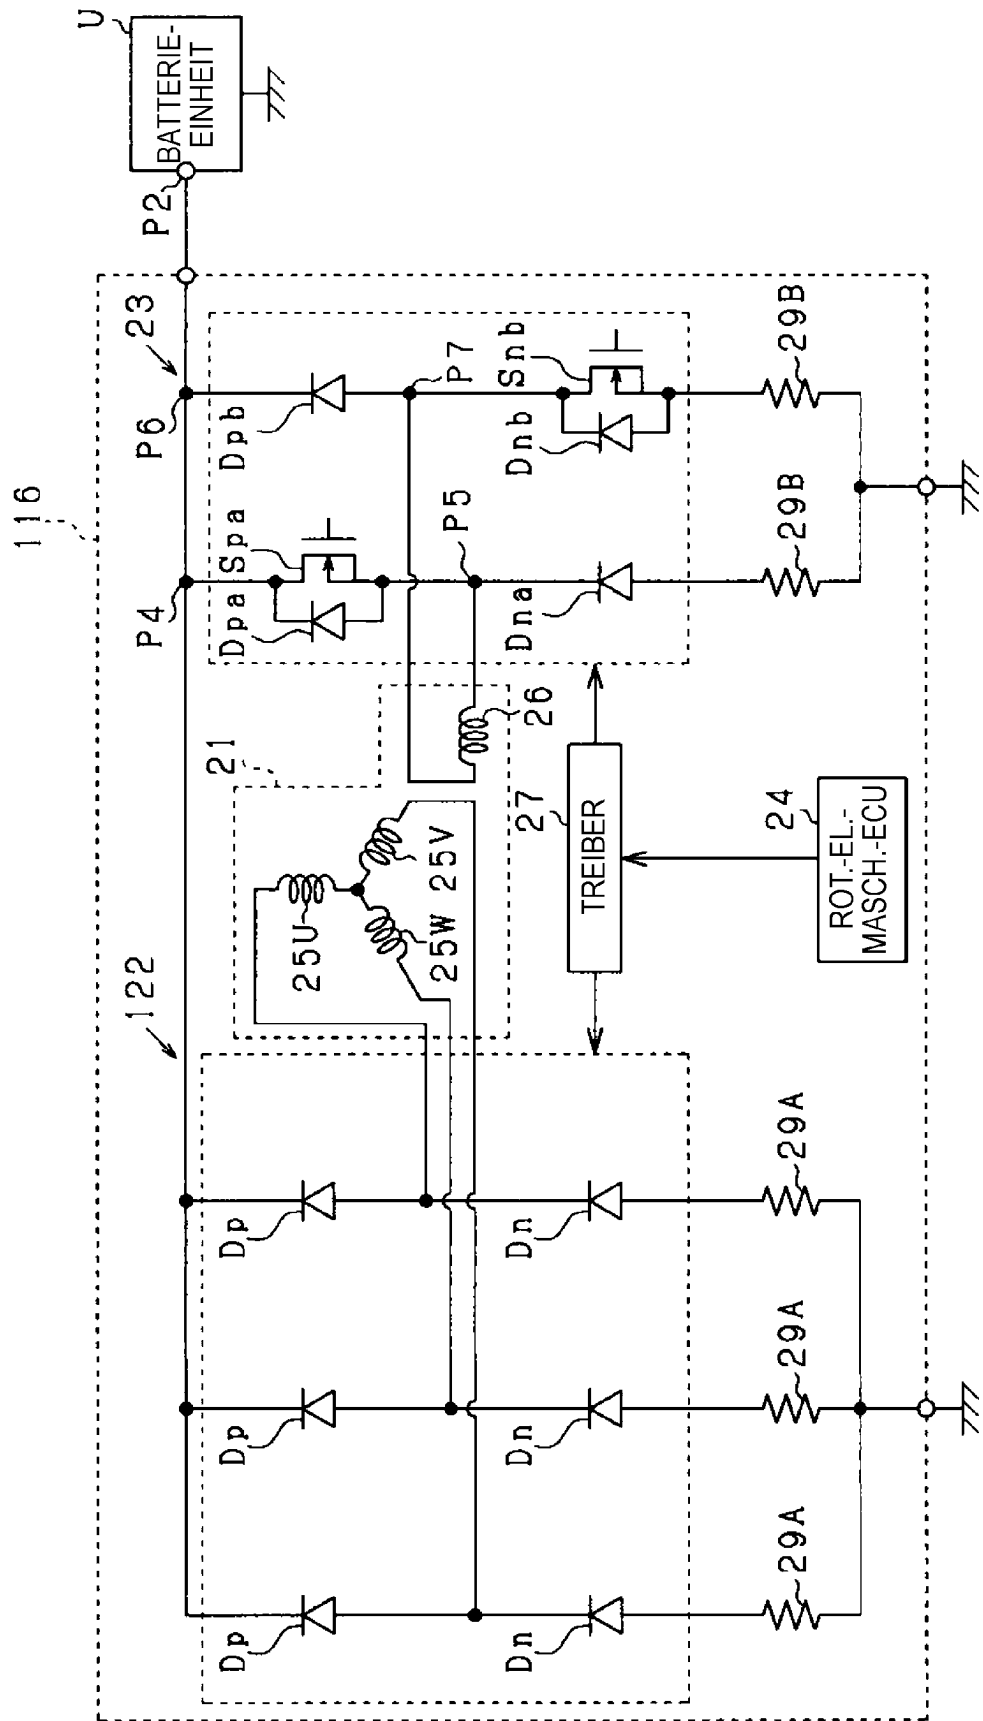 116
122
23
U
BATTERIE-
EINHEIT
P4
P6
P2
21
Dp
Dp
Dp
Dpa
Spa
Dpb
25U
25W
25V
P5
P7
26
Dn
Dn
Dn
27
TREIBER
Dna
Dnb
Snb
29A
29A
29A
24
ROT.-EL.-
MASCH.-ECU
29B
29B